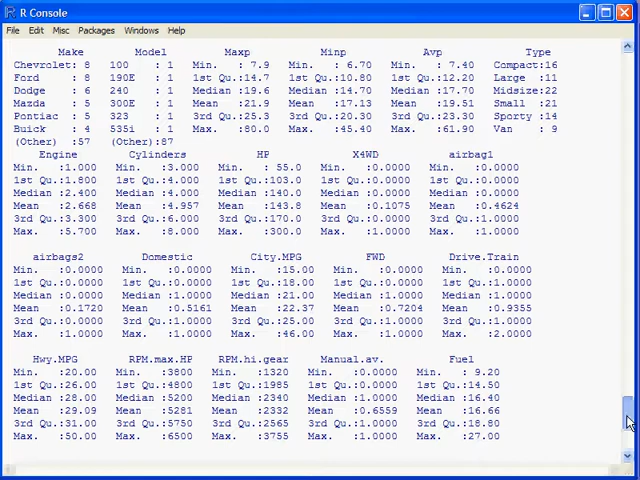 R Console
File Edit Misc Packages Windows Help
Make Model Maxp Minp Avp Type
Chevrolet: 8 100 : 1 Min. : 7.9 Min. : 6.70 Min. : 7.40 Compact:16
Ford : 8 190E : 1 1st Qu.:14.7 1st Qu.:10.80 1st Qu.:12.20 Large :11
Dodge : 6 240 : 1 Median :19.6 Median :14.70 Median :17.70 Midsize:22
Mazda : 5 300E : 1 Mean :21.9 Mean :17.13 Mean :19.51 Small :21
Pontiac : 5 323 : 1 3rd Qu.:25.3 3rd Qu.:20.30 3rd Qu.:23.30 Sporty :14
Buick : 4 535i : 1 Max. :80.0 Max. :45.40 Max. :61.90 Van : 9
(Other) :57 (Other):87
Engine Cylinders HP X4WD airbag1
Min. :1.000 Min. :3.000 Min. : 55.0 Min. :0.0000 Min. :0.0000
1st Qu.:1.800 1st Qu.:4.000 1st Qu.:103.0 1st Qu.:0.0000 1st Qu.:0.0000
Median :2.400 Median :4.000 Median :140.0 Median :0.0000 Median :0.0000
Mean :2.668 Mean :4.957 Mean :143.8 Mean :0.1075 Mean :0.4624
3rd Qu.:3.300 3rd Qu.:6.000 3rd Qu.:170.0 3rd Qu.:0.0000 3rd Qu.:1.0000
Max. :5.700 Max. :8.000 Max. :300.0 Max. :1.0000 Max. :1.0000
airbags2 Domestic City.MPG FWD Drive.Train
Min. :0.0000 Min. :0.0000 Min. :15.00 Min. :0.0000 Min. :0.0000
1st Qu.:0.0000 1st Qu.:0.0000 1st Qu.:18.00 1st Qu.:0.0000 1st Qu.:1.0000
Median :0.0000 Median :1.0000 Median :21.00 Median :1.0000 Median :1.0000
Mean :0.1720 Mean :0.5161 Mean :22.37 Mean :0.7204 Mean :0.9355
3rd Qu.:0.0000 3rd Qu.:1.0000 3rd Qu.:25.00 3rd Qu.:1.0000 3rd Qu.:1.0000
Max. :1.0000 Max. :1.0000 Max. :46.00 Max. :1.0000 Max. :2.0000
Hwy.MPG RPM.max.HP RPM.hi.gear Manual.av. Fuel
Min. :20.00 Min. :3800 Min. :1320 Min. :0.0000 Min. : 9.20
1st Qu.:26.00 1st Qu.:4800 1st Qu.:1985 1st Qu.:0.0000 1st Qu.:14.50
Median :28.00 Median :5200 Median :2340 Median :1.0000 Median :16.40
Mean :29.09 Mean :5281 Mean :2332 Mean :0.6559 Mean :16.66
3rd Qu.:31.00 3rd Qu.:5750 3rd Qu.:2565 3rd Qu.:1.0000 3rd Qu.:18.80
Max. :50.00 Max. :6500 Max. :3755 Max. :1.0000 Max. :27.00